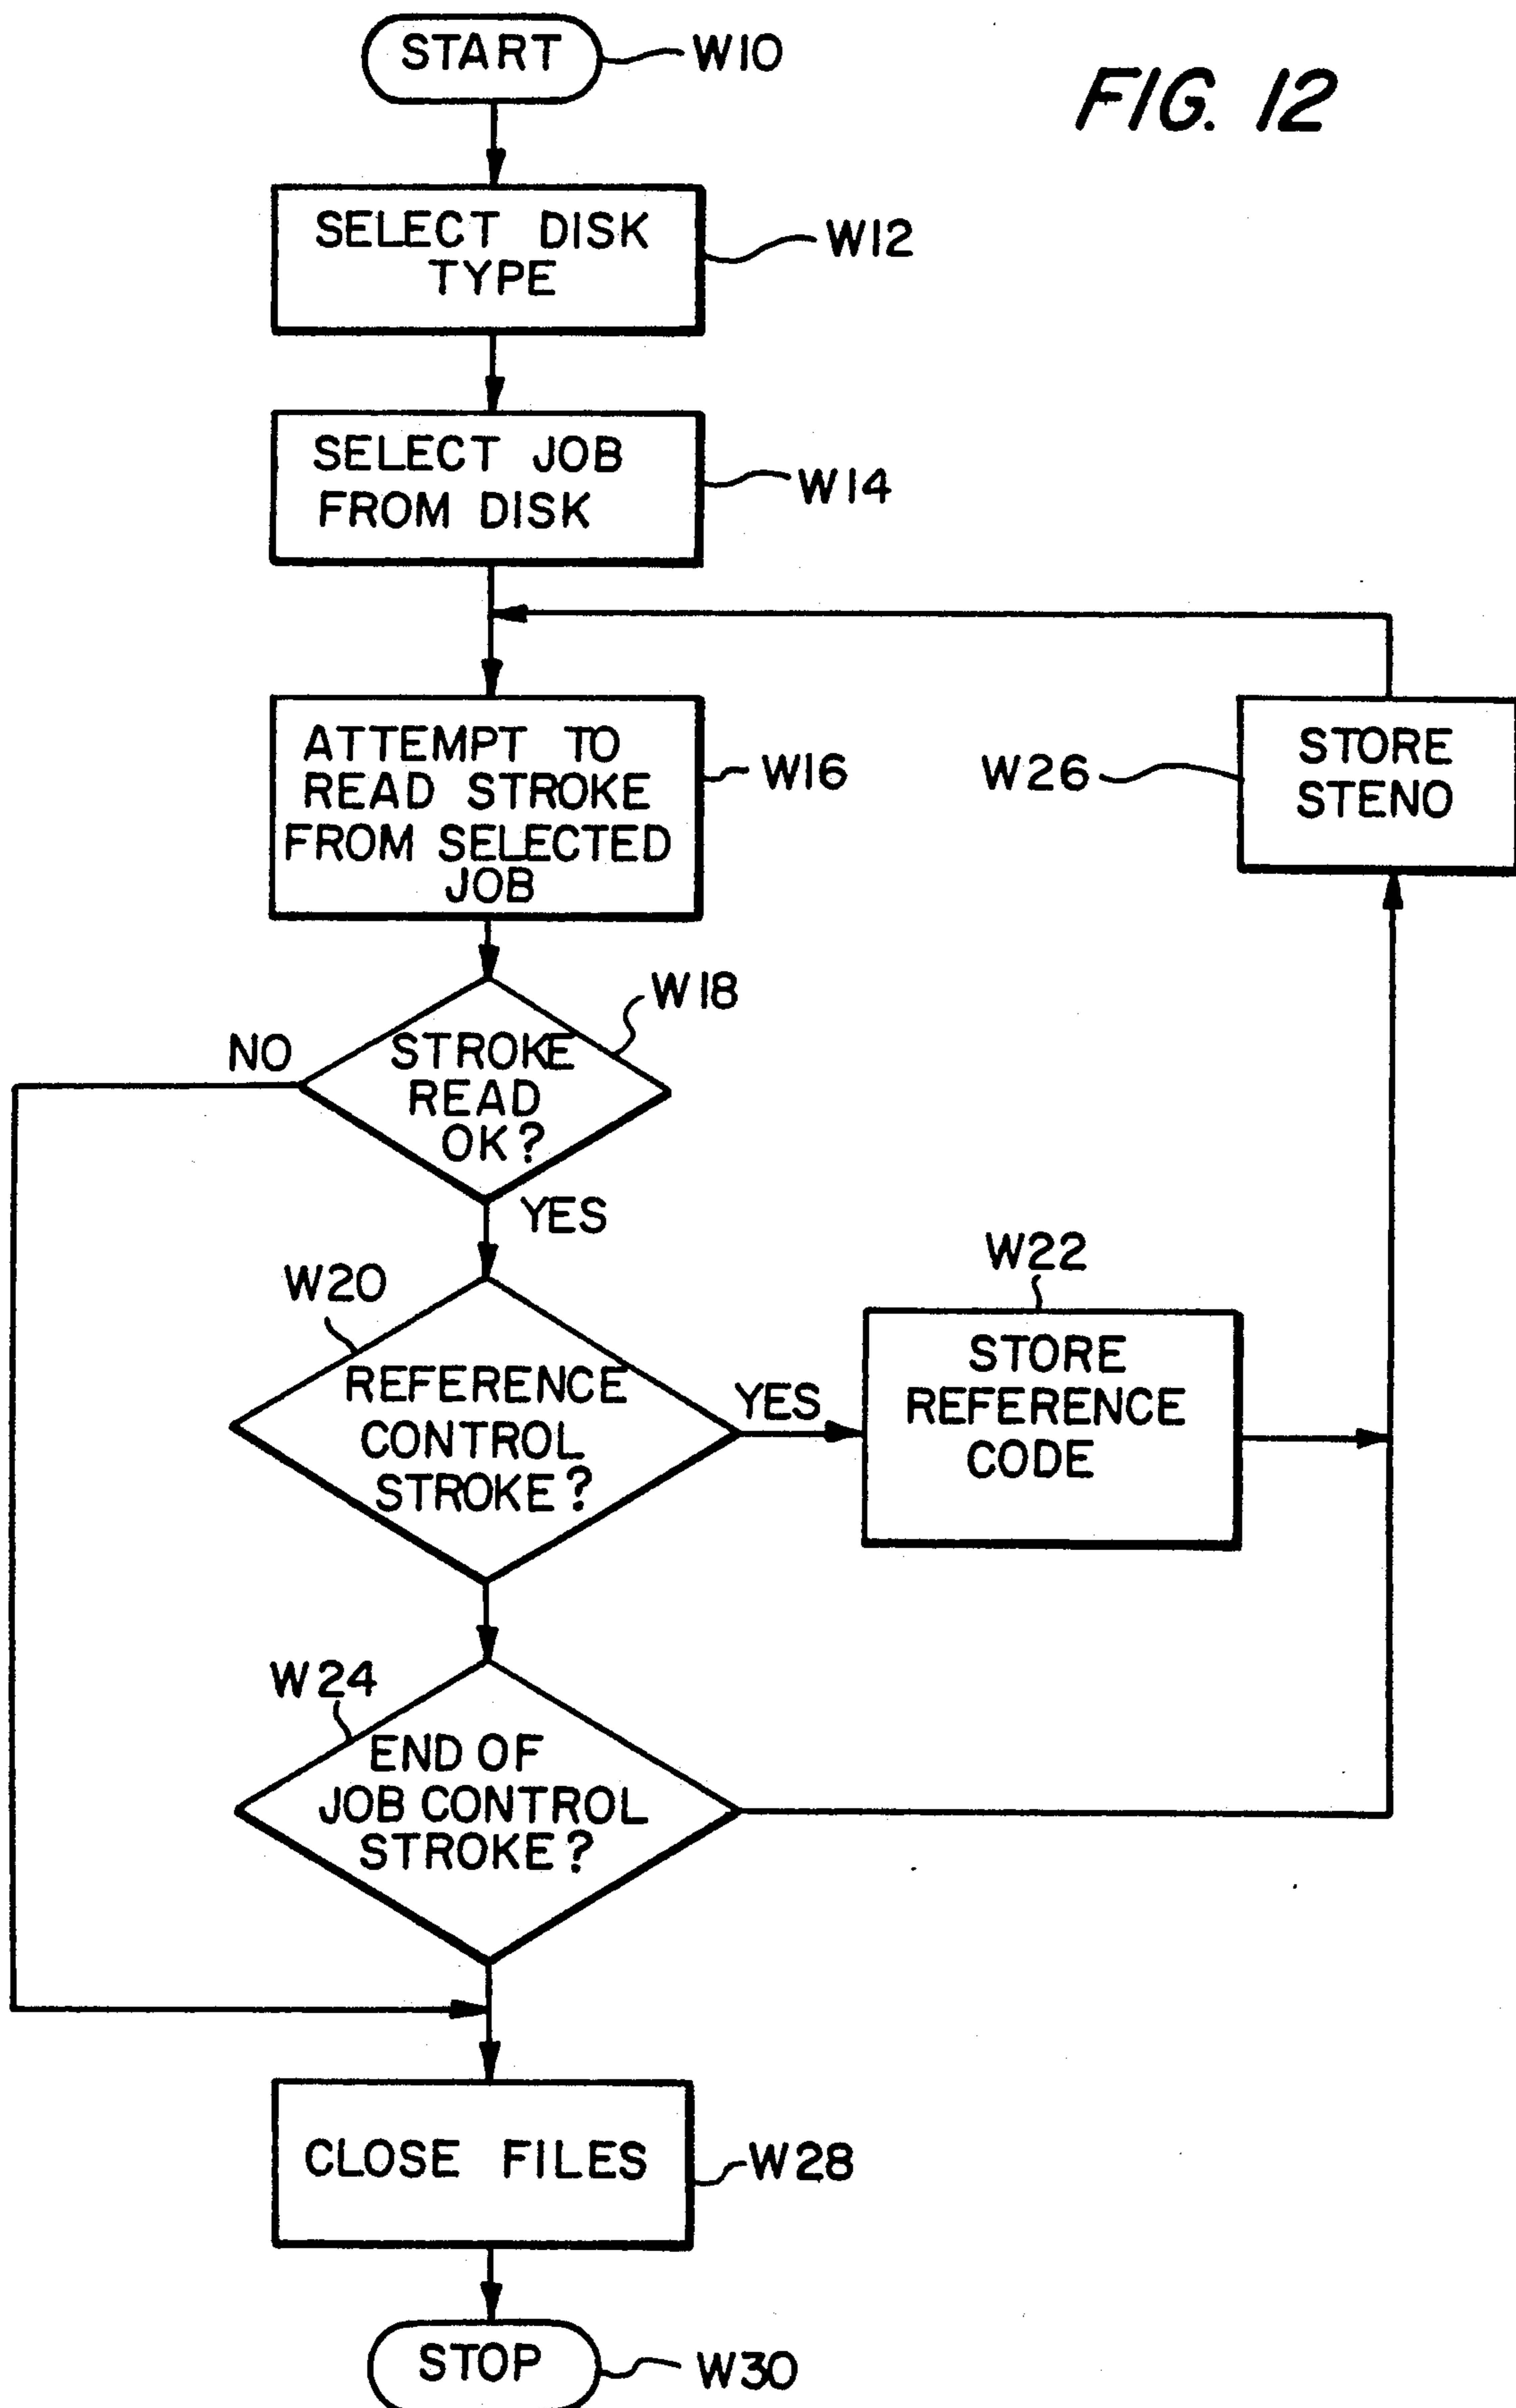 START
W10
FIG. 12
SELECT DISK
TYPE
W12
SELECT JOB
FROM DISK
W14
ATTEMPT TO
READ STROKE
FROM SELECTED
JOB
W16
W26
STORE
STENO
W18
NO
STROKE
READ
OK?
YES
W20
REFERENCE
CONTROL
STROKE?
YES
W22
STORE
REFERENCE
CODE
W24
END OF
JOB CONTROL
STROKE?
CLOSE FILES
W28
STOP
W30